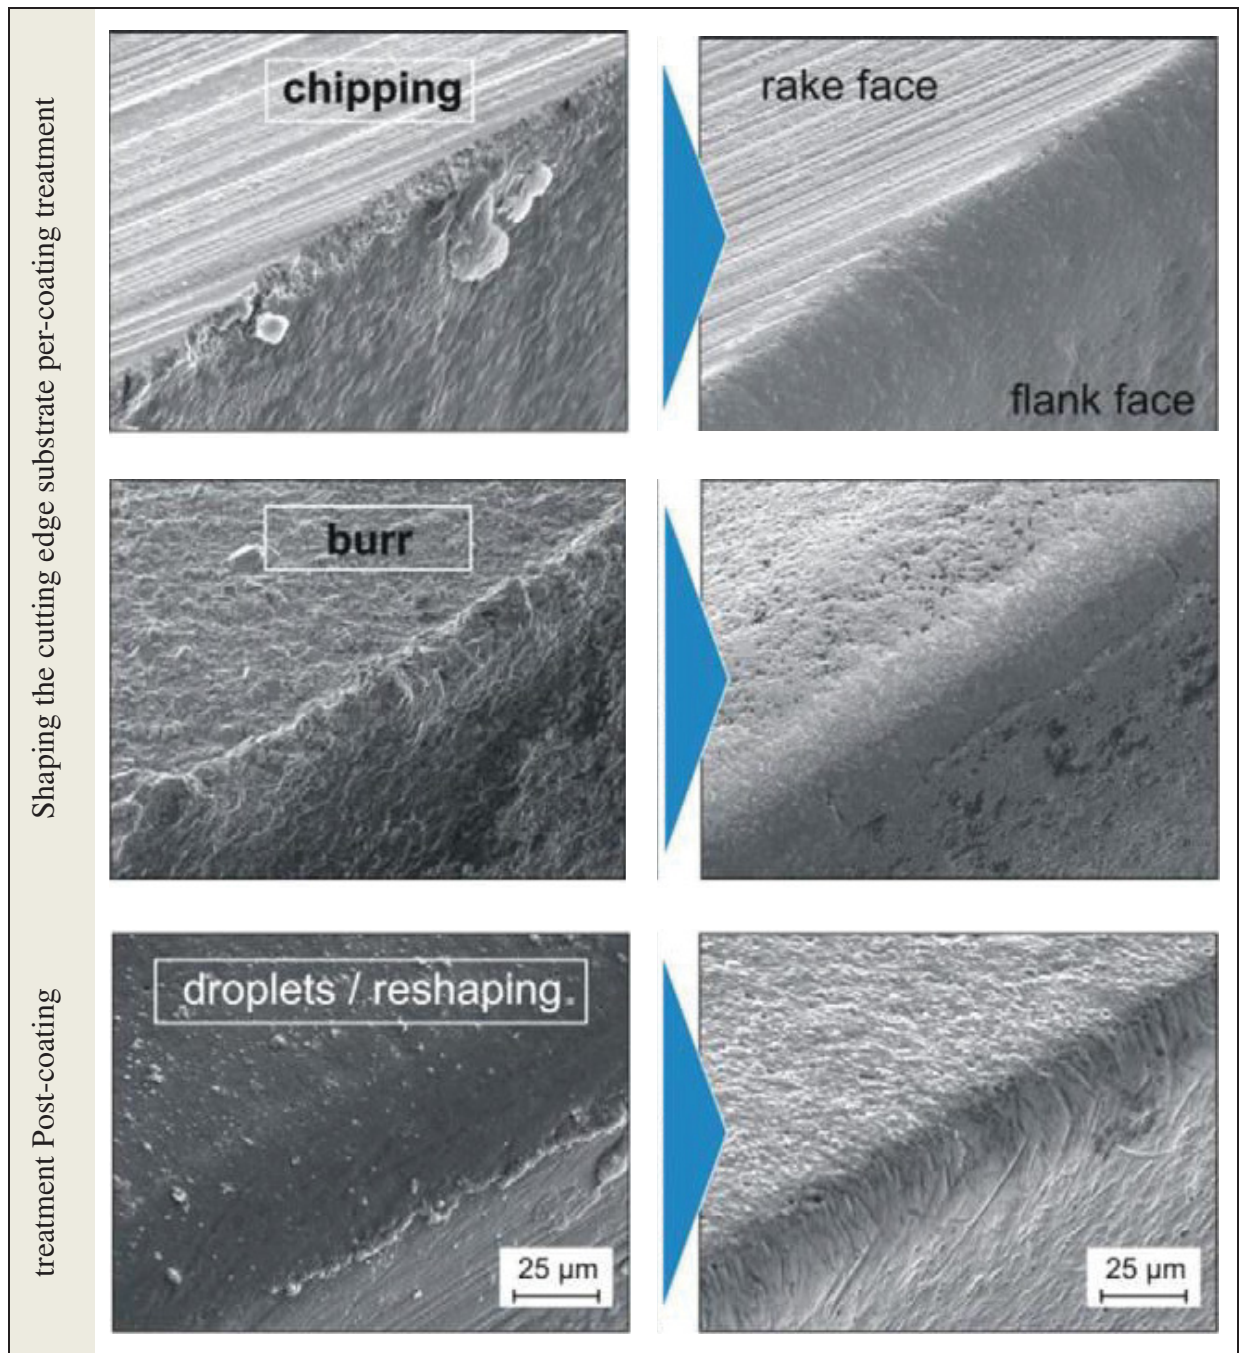 Shaping the cutting edge substrate per-coating treatment
chipping
rake face
flank face
burr
treatment Post-coating
droplets / reshaping.
25 µm
25 µm